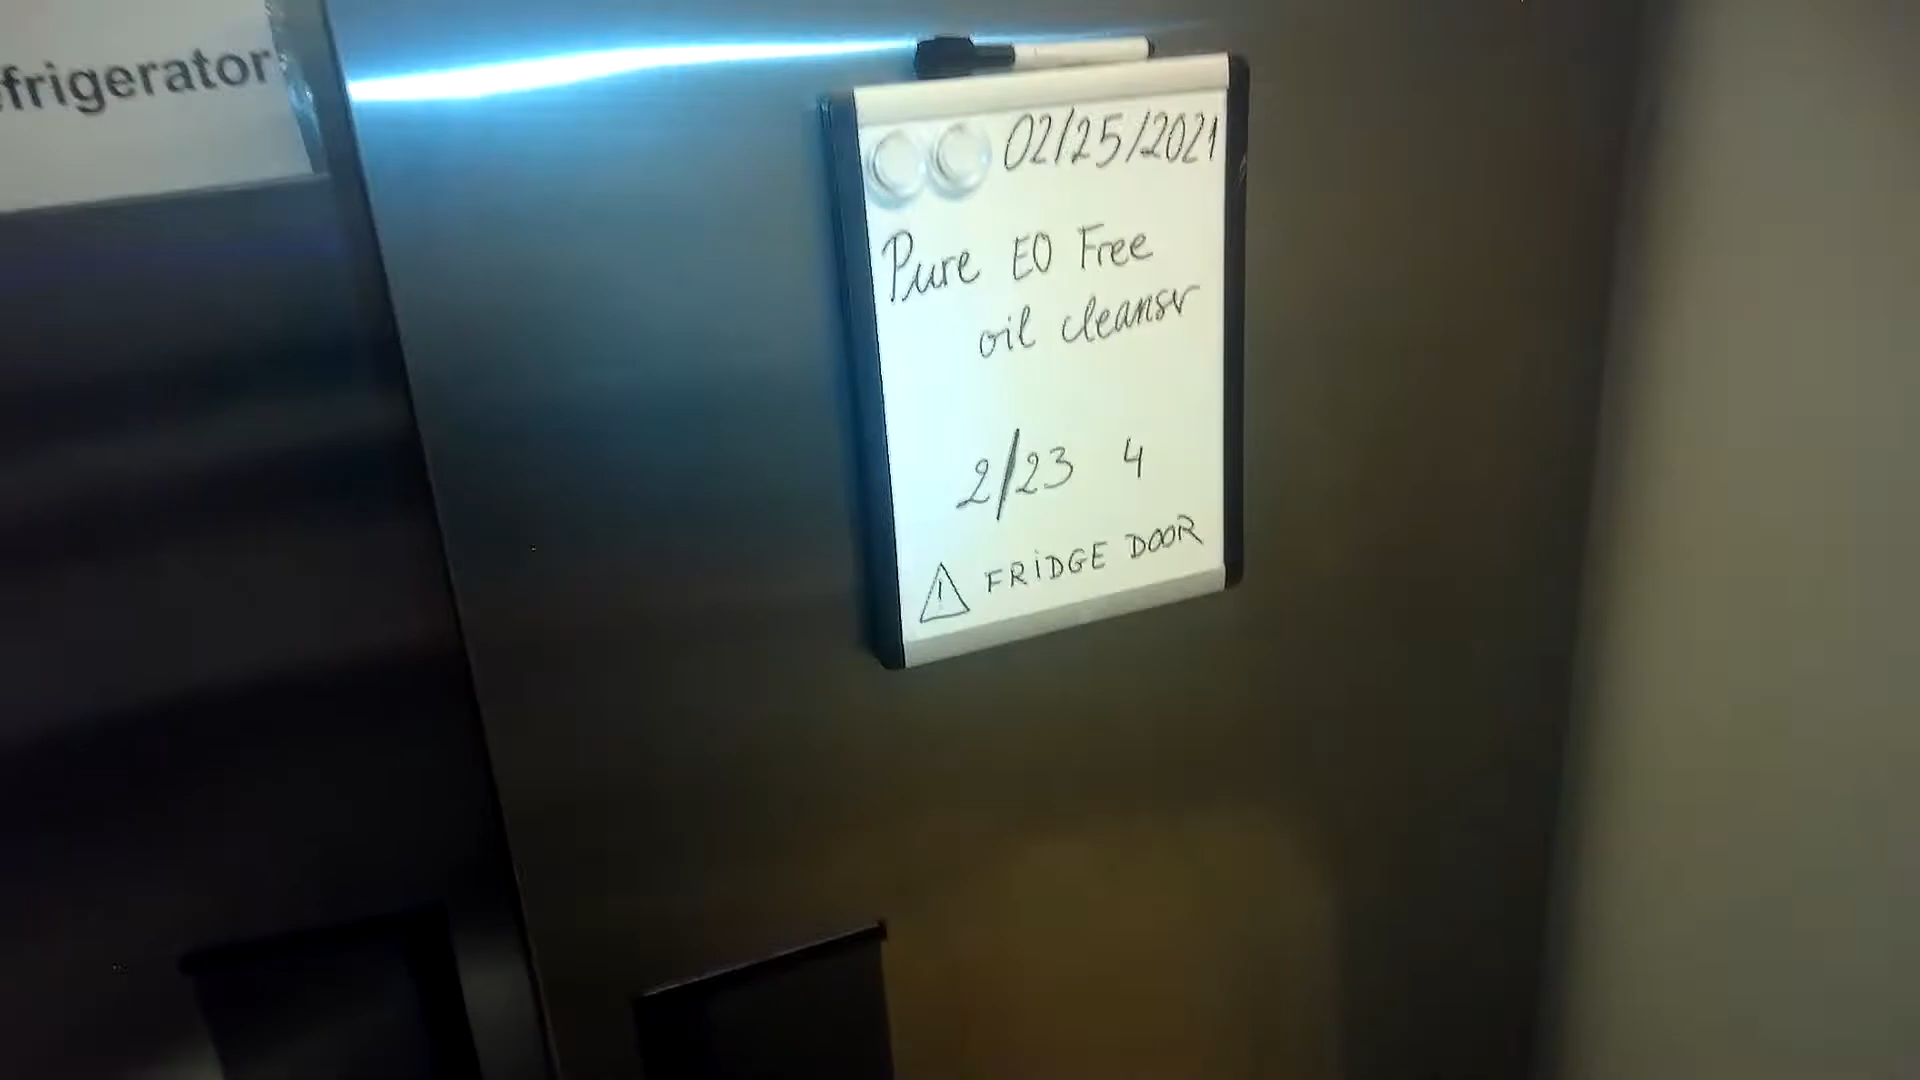 efrigerator
02/25/2021
Pure EO Free
oil cleansr
2/23 4
FRIDGE DOOR